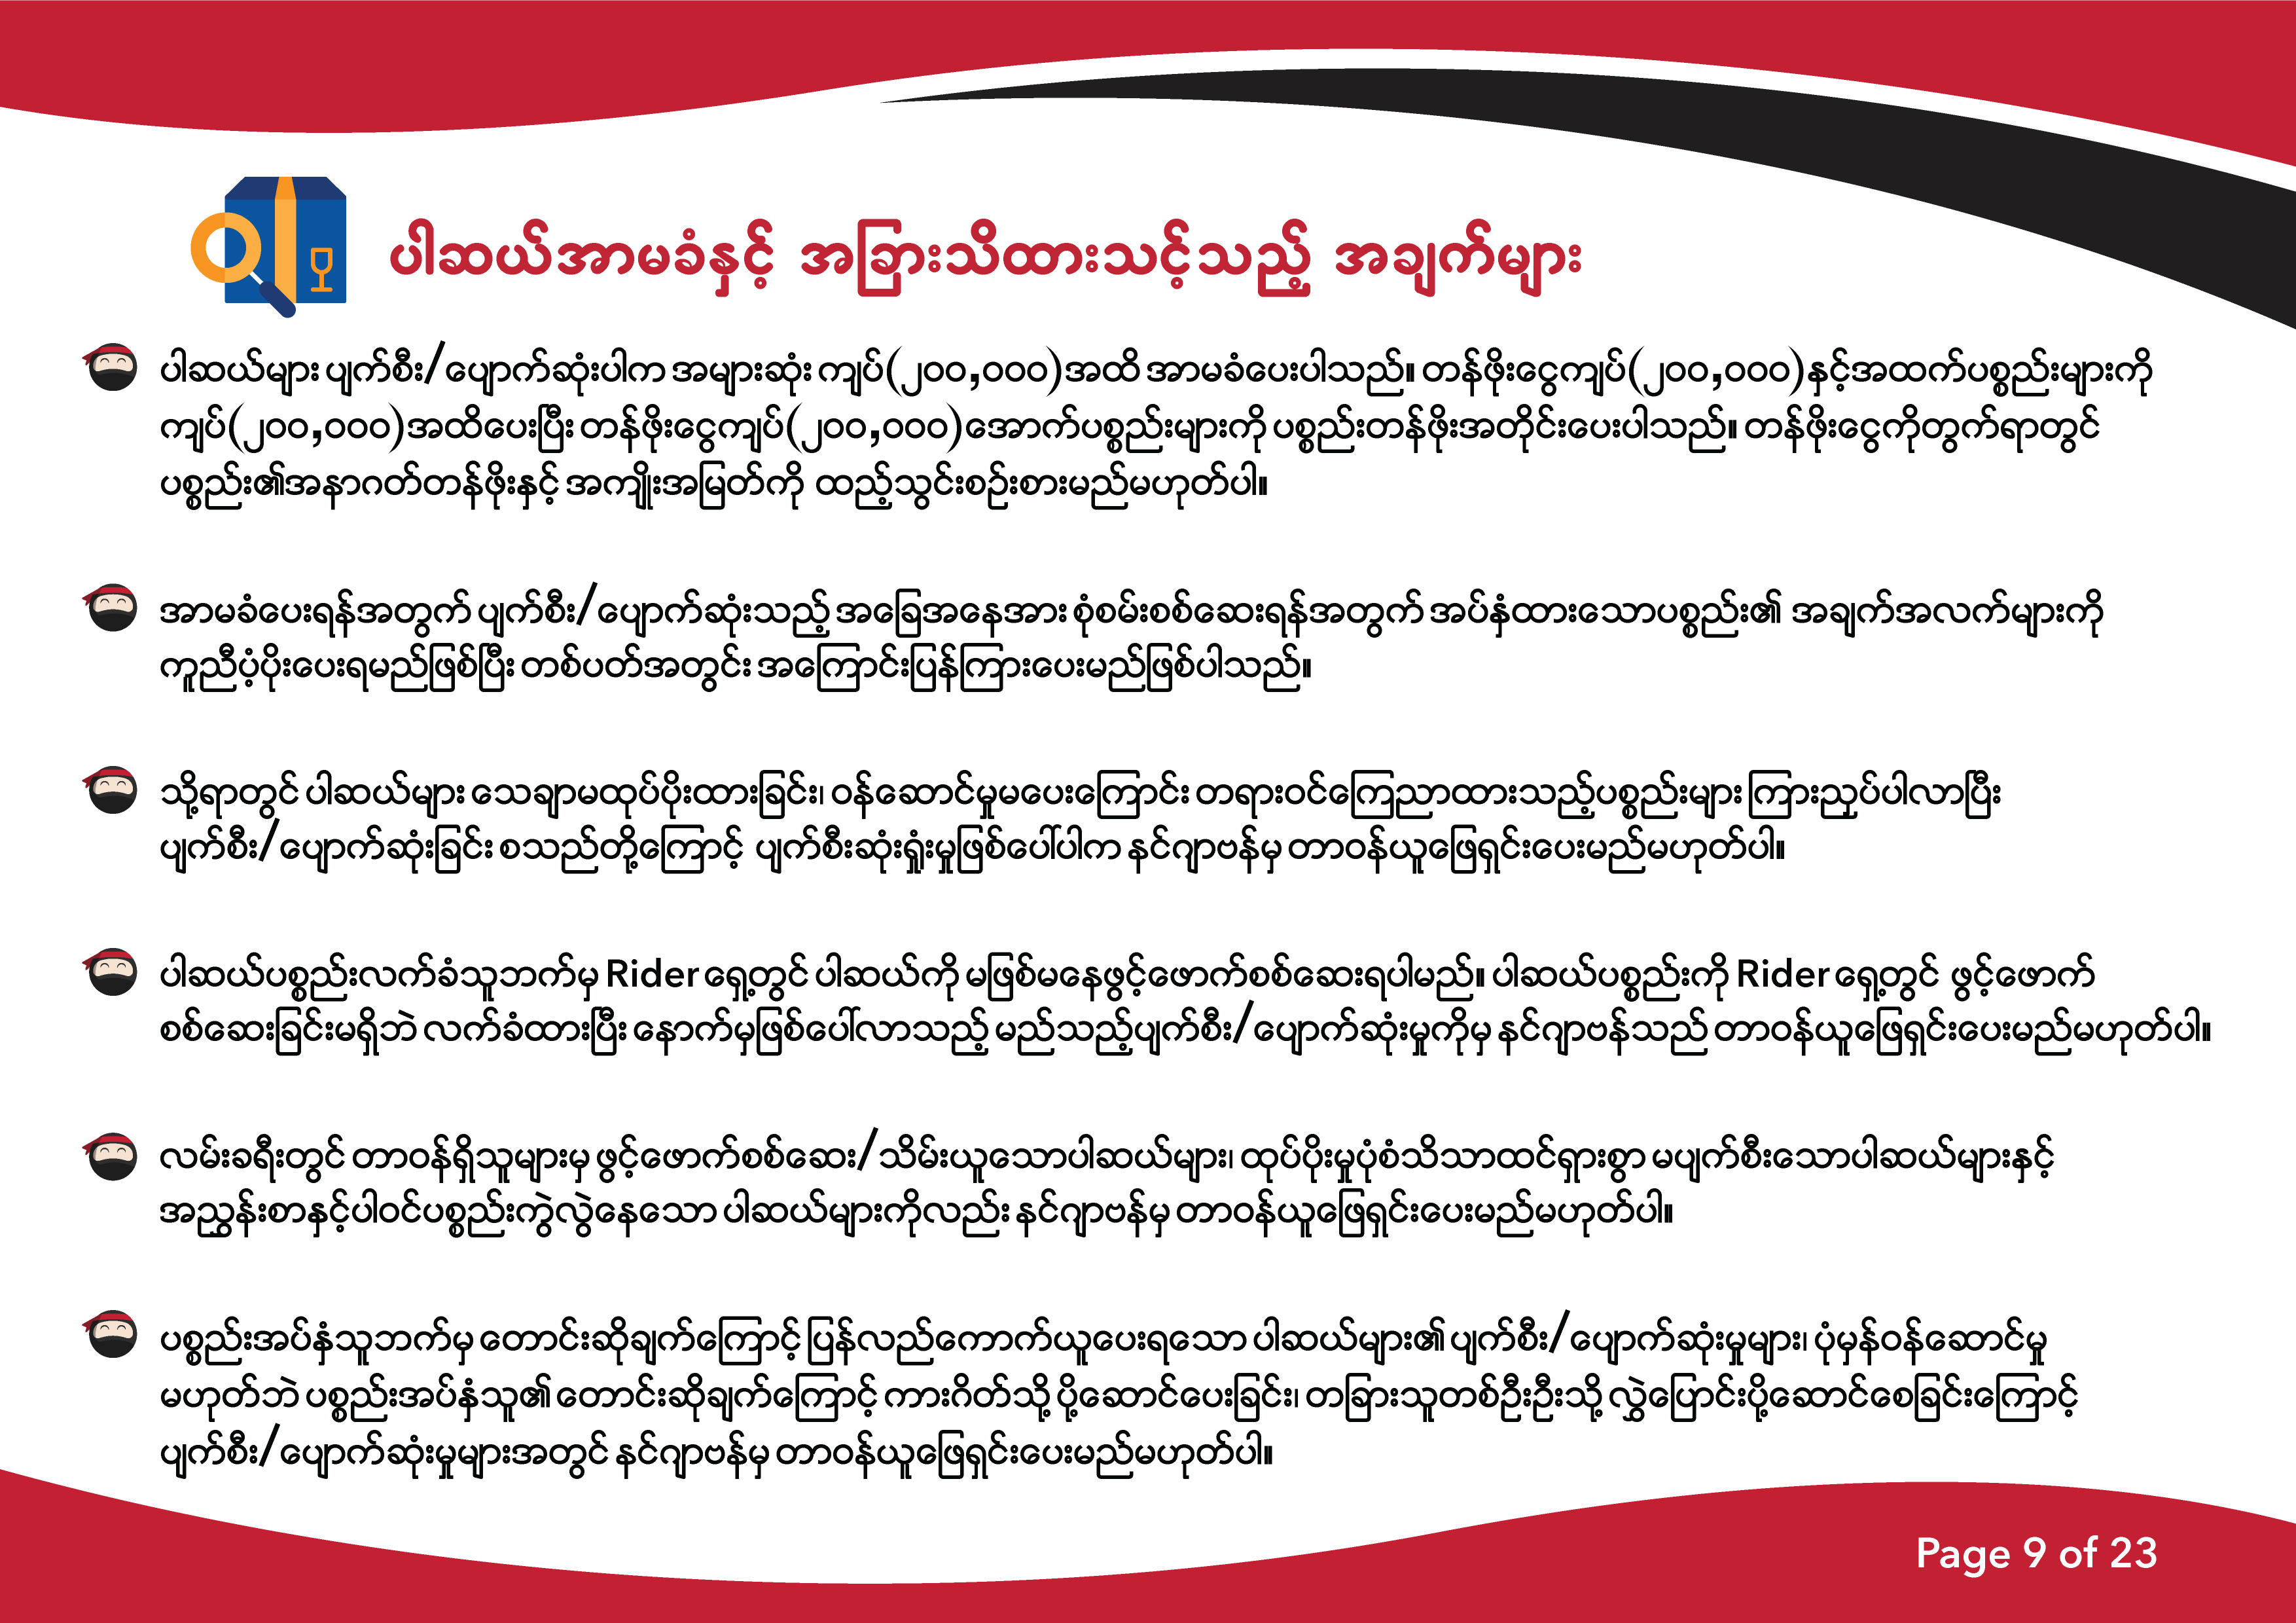 ပါဆယ်အာမခံနှင့် အခြားသိထားသင့်သည့် အချက်များ
ပါဆယ်များ ပျက်စီး/ပျောက်ဆုံးပါက အများဆုံး ကျပ်(၂၀၀,၀၀၀)အထိ အာမခံပေးပါသည်။ တန်ဖိုးငွေကျပ်(၂၀၀,၀၀၀)နှင့်အထက်ပစ္စည်းများကို
ကျပ်(၂၀၀,၀၀၀)အထိပေးပြီး တန်ဖိုးငွေကျပ်(၂၀၀,၀၀၀)အောက်ပစ္စည်းများကို ပစ္စည်းတန်ဖိုးအတိုင်းပေးပါသည်။ တန်ဖိုးငွေကိုတွက်ရာတွင်
ပစ္စည်း၏အနာဂတ်တန်ဖိုးနှင့် အကျိုးအမြတ်ကို ထည့်သွင်းစဉ်းစားမည်မဟုတ်ပါ။
အာမခံပေးရန်အတွက် ပျက်စီး/ပျောက်ဆုံးသည့် အခြေအနေအား စုံစမ်းစစ်ဆေးရန်အတွက် အပ်နှံထားသောပစ္စည်း၏ အချက်အလက်များကို
ကူညီပံ့ပိုးပေးရမည်ဖြစ်ပြီး တစ်ပတ်အတွင်း အကြောင်းပြန်ကြားပေးမည်ဖြစ်ပါသည်။
သို့ရာတွင် ပါဆယ်များ သေချာမထုပ်ပိုးထားခြင်း၊ ဝန်ဆောင်မှုမပေးကြောင်း တရားဝင်ကြေညာထားသည့်ပစ္စည်းများ ကြားညှပ်ပါလာပြီး
ပျက်စီး/ပျောက်ဆုံးခြင်း စသည်တို့ကြောင့် ပျက်စီးဆုံးရှုံးမှုဖြစ်ပေါ်ပါက နင်ဂျာဗန်မှ တာဝန်ယူဖြေရှင်းပေးမည်မဟုတ်ပါ။
ပါဆယ်ပစ္စည်းလက်ခံသူဘက်မှ Rider ရှေ့တွင် ပါဆယ်ကို မဖြစ်မနေဖွင့်ဖောက်စစ်ဆေးရပါမည်။ ပါဆယ်ပစ္စည်းကို Rider ရှေ့တွင် ဖွင့်ဖောက်
စစ်ဆေးခြင်းမရှိဘဲ လက်ခံထားပြီး နောက်မှဖြစ်ပေါ်လာသည့် မည်သည့်ပျက်စီး/ပျောက်ဆုံးမှုကိုမှ နင်ဂျာဗန်သည် တာဝန်ယူဖြေရှင်းပေးမည်မဟုတ်ပါ။
လမ်းခရီးတွင် တာဝန်ရှိသူများမှ ဖွင့်ဖောက်စစ်ဆေး/သိမ်းယူသောပါဆယ်များ၊ ထုပ်ပိုးမှုပုံစံသိသာထင်ရှားစွာ မပျက်စီးသောပါဆယ်များနှင့်
အညွှန်းစာနှင့်ပါဝင်ပစ္စည်းကွဲလွဲနေသော ပါဆယ်များကိုလည်း နင်ဂျာဗန်မှ တာဝန်ယူဖြေရှင်းပေးမည်မဟုတ်ပါ။
ပစ္စည်းအပ်နှံသူဘက်မှ တောင်းဆိုချက်ကြောင့် ပြန်လည်ကောက်ယူပေးရသော ပါဆယ်များ၏ ပျက်စီး/ပျောက်ဆုံးမှုများ၊ ပုံမှန်ဝန်ဆောင်မှု
မဟုတ်ဘဲ ပစ္စည်းအပ်နှံသူ၏ တောင်းဆိုချက်ကြောင့် ကားဂိတ်သို့ ပို့ဆောင်ပေးခြင်း၊ တခြားသူတစ်ဦးဦးသို့ လွှဲပြောင်းပို့ဆောင်စေခြင်းကြောင့်
ပျက်စီး/ပျောက်ဆုံးမှုများအတွင် နင်ဂျာဗန်မှ တာဝန်ယူဖြေရှင်းပေးမည်မဟုတ်ပါ။
Page 9 of 23